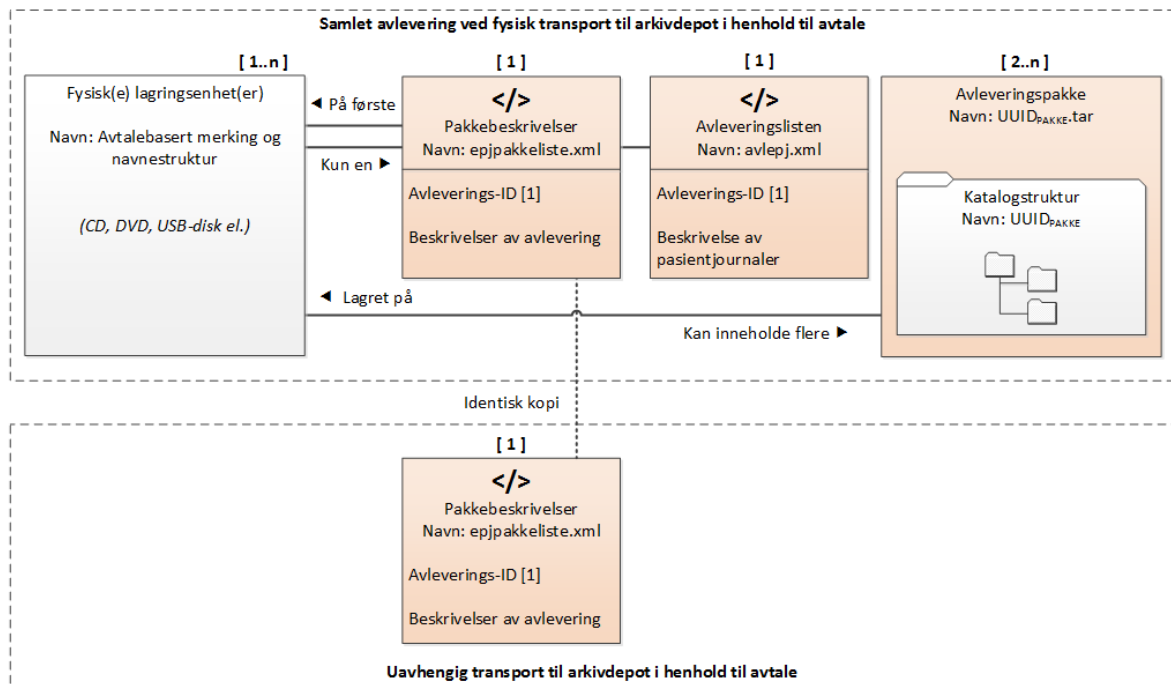 Samlet avlevering ved fysisk transport til arkivdepot i henhold til avtale
[ 1..n ]
Fysisk(e) lagringsenhet(er)
Navn: Avtalebasert merking og
navnestruktur
(CD, DVD, USB-disk el.)
◄ På første
Kun en ►
[ 1 ]
</>
Pakkebeskrivelser
Navn: epjpakkeliste.xml
Avleverings-ID [1]
Beskrivelser av avlevering
[ 1 ]
</>
Avleveringslisten
Navn: avlepj.xml
Avleverings-ID [1]
Beskrivelse av
pasientjournaler
[ 2..n ]
Avleveringspakke
Navn: UUIDPAKKE.tar
Katalogstruktur
Navn: UUIDPAKKE
◄ Lagret på
Kan inneholde flere ►
Identisk kopi
[ 1 ]
</>
Pakkebeskrivelser
Navn: epjpakkeliste.xml
Avleverings-ID [1]
Beskrivelser av avlevering
Uavhengig transport til arkivdepot i henhold til avtale